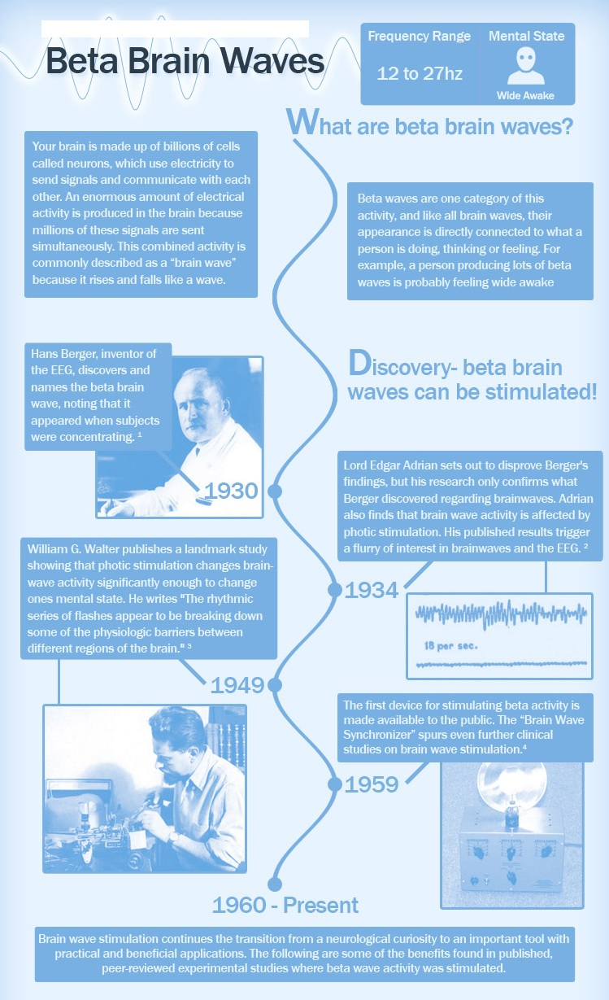 Beta Brain Waves
Frequency Range
12 to 27hz
Mental State
Wide Awake
What are beta brain waves?
Your brain is made up of billions of cells
called neurons, which use electricity to
send signals and communicate with each
other. An enormous amount of electrical
activity is produced in the brain because
millions of these signals are sent
simultaneously. This combined activity is
commonly described as a “brain wave”
because it rises and falls like a wave.
Beta waves are one category of this
activity, and like all brain waves, their
appearance is directly connected to what a
person is doing, thinking or feeling. For
example, a person producing lots of beta
waves is probably feeling wide awake
Discovery- beta brain
waves can be stimulated!
Hans Berger, inventor of
the EEG, discovers and
names the beta brain
wave, noting that it
appeared when subjects
were concentrating. 1
1930
Lord Edgar Adrian sets out to disprove Berger's
findings, but his research only confirms what
Berger discovered regarding brainwaves. Adrian
also finds that brain wave activity is affected by
photic stimulation. His published results trigger
a flurry of interest in brainwaves and the EEG. 2
1934
18 per sec.
William G. Walter publishes a landmark study
showing that photic stimulation changes brain-
wave activity significantly enough to change
ones mental state. He writes "The rhythmic
series of flashes appear to be breaking down
some of the physiologic barriers between
different regions of the brain." 3
1949
The first device for stimulating beta activity is
made available to the public. The “Brain Wave
Synchronizer” spurs even further clinical
studies on brain wave stimulation.4
1959
1960 - Present
Brain wave stimulation continues the transition from a neurological curiosity to an important tool with
practical and beneficial applications. The following are some of the benefits found in published,
peer-reviewed experimental studies where beta wave activity was stimulated.